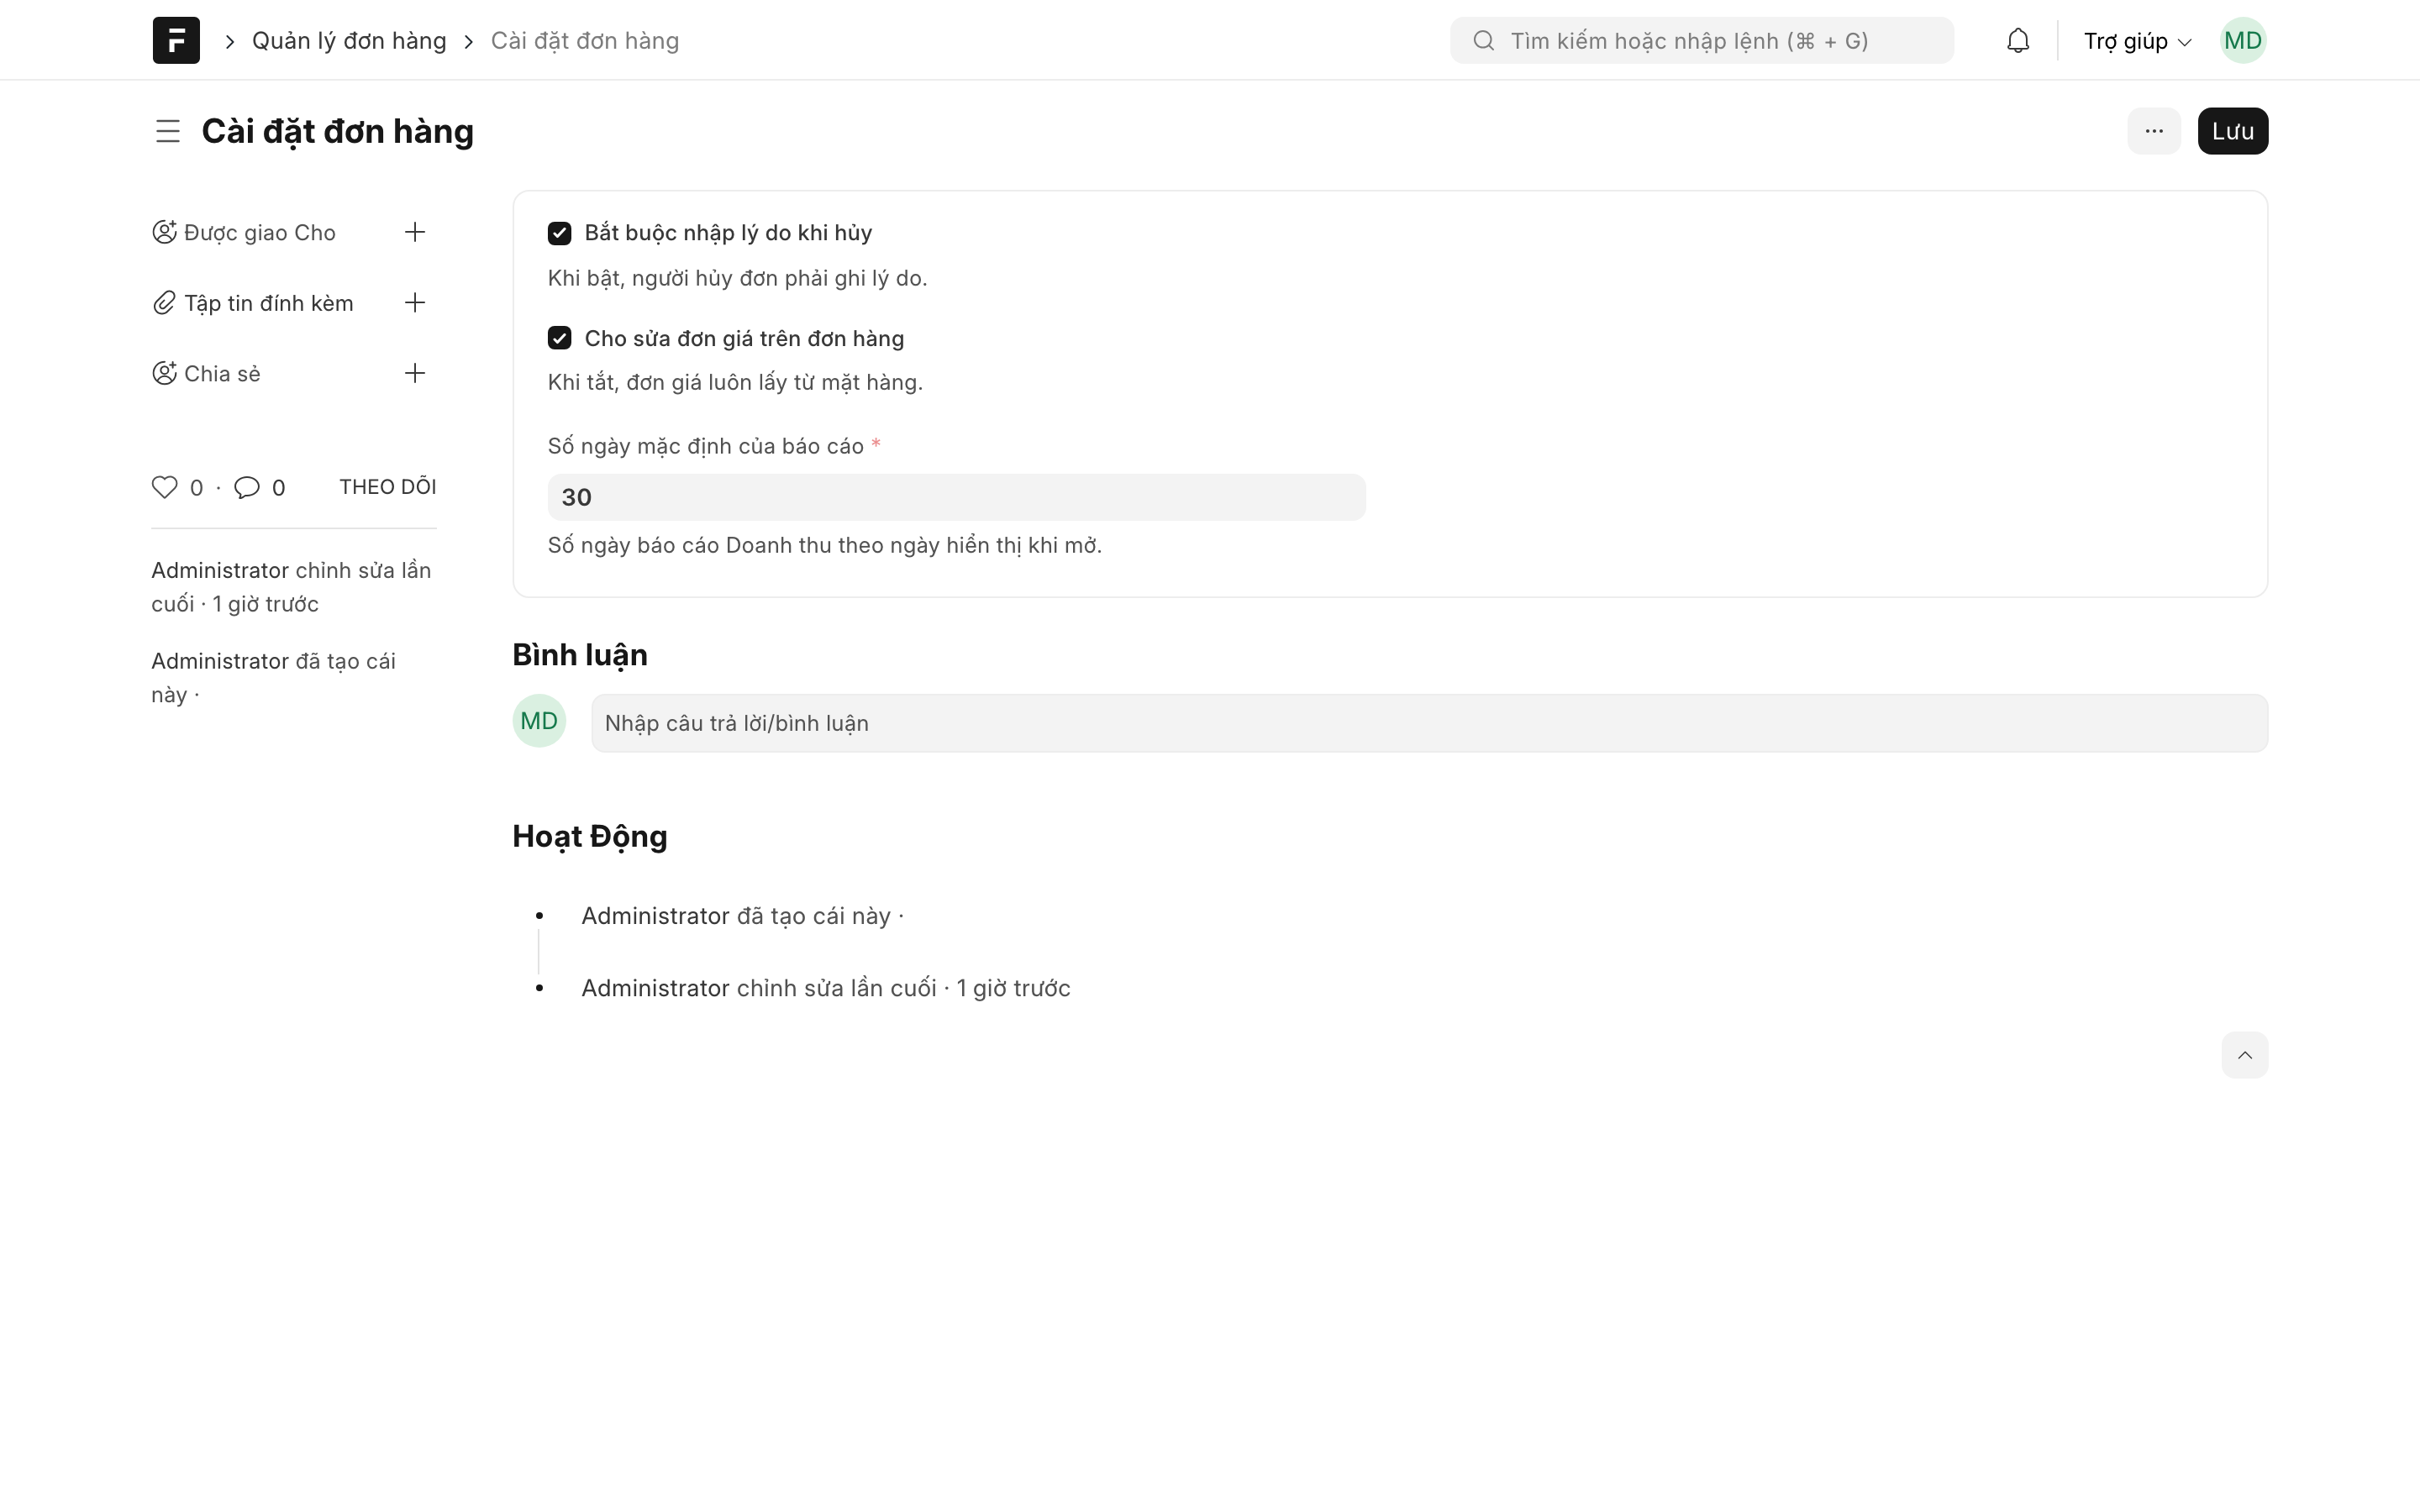 Quản lý đơn hàng
Cài đặt đơn hàng
Tìm kiếm hoặc nhập lệnh (⌘ + G)
Trợ giúp
MD
Cài đặt đơn hàng
···
Lưu
Được giao Cho
Tập tin đính kèm
Chia sẻ
0 · 0
THEO DÕI
Administrator chỉnh sửa lần
cuối · 1 giờ trước
Administrator đã tạo cái
này ·
Bắt buộc nhập lý do khi hủy
Khi bật, người hủy đơn phải ghi lý do.
Cho sửa đơn giá trên đơn hàng
Khi tắt, đơn giá luôn lấy từ mặt hàng.
Số ngày mặc định của báo cáo *
30
Số ngày báo cáo Doanh thu theo ngày hiển thị khi mở.
Bình luận
MD
Nhập câu trả lời/bình luận
Hoạt Động
Administrator đã tạo cái này ·
Administrator chỉnh sửa lần cuối · 1 giờ trước